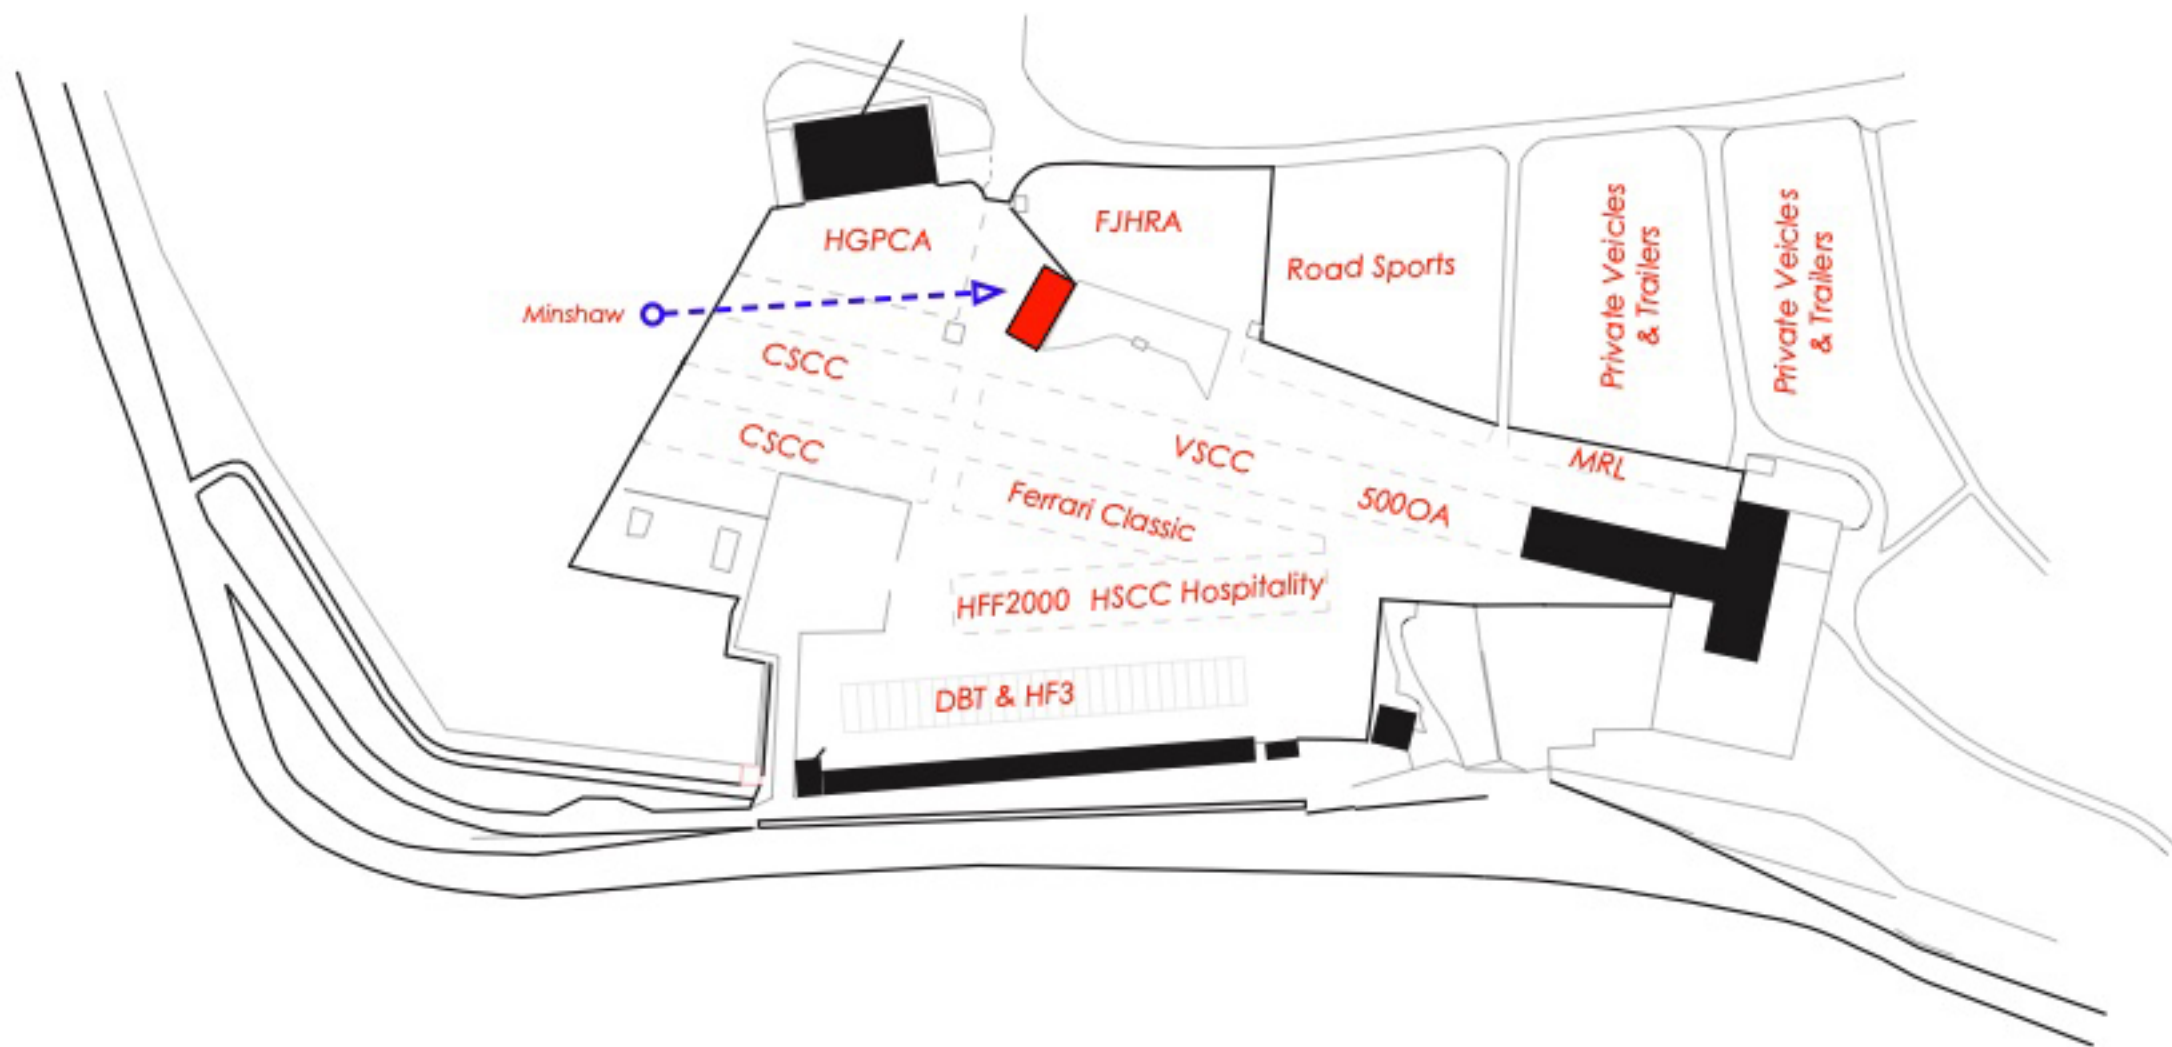 HGPCA
FJHRA
Road Sports
Private Veicles
& Trailers
Private Veicles
& Trailers
Minshaw
CSCC
CSCC
VSCC
MRL
Ferrari Classic
500OA
HFF2000 HSCC Hospitality
DBT & HF3